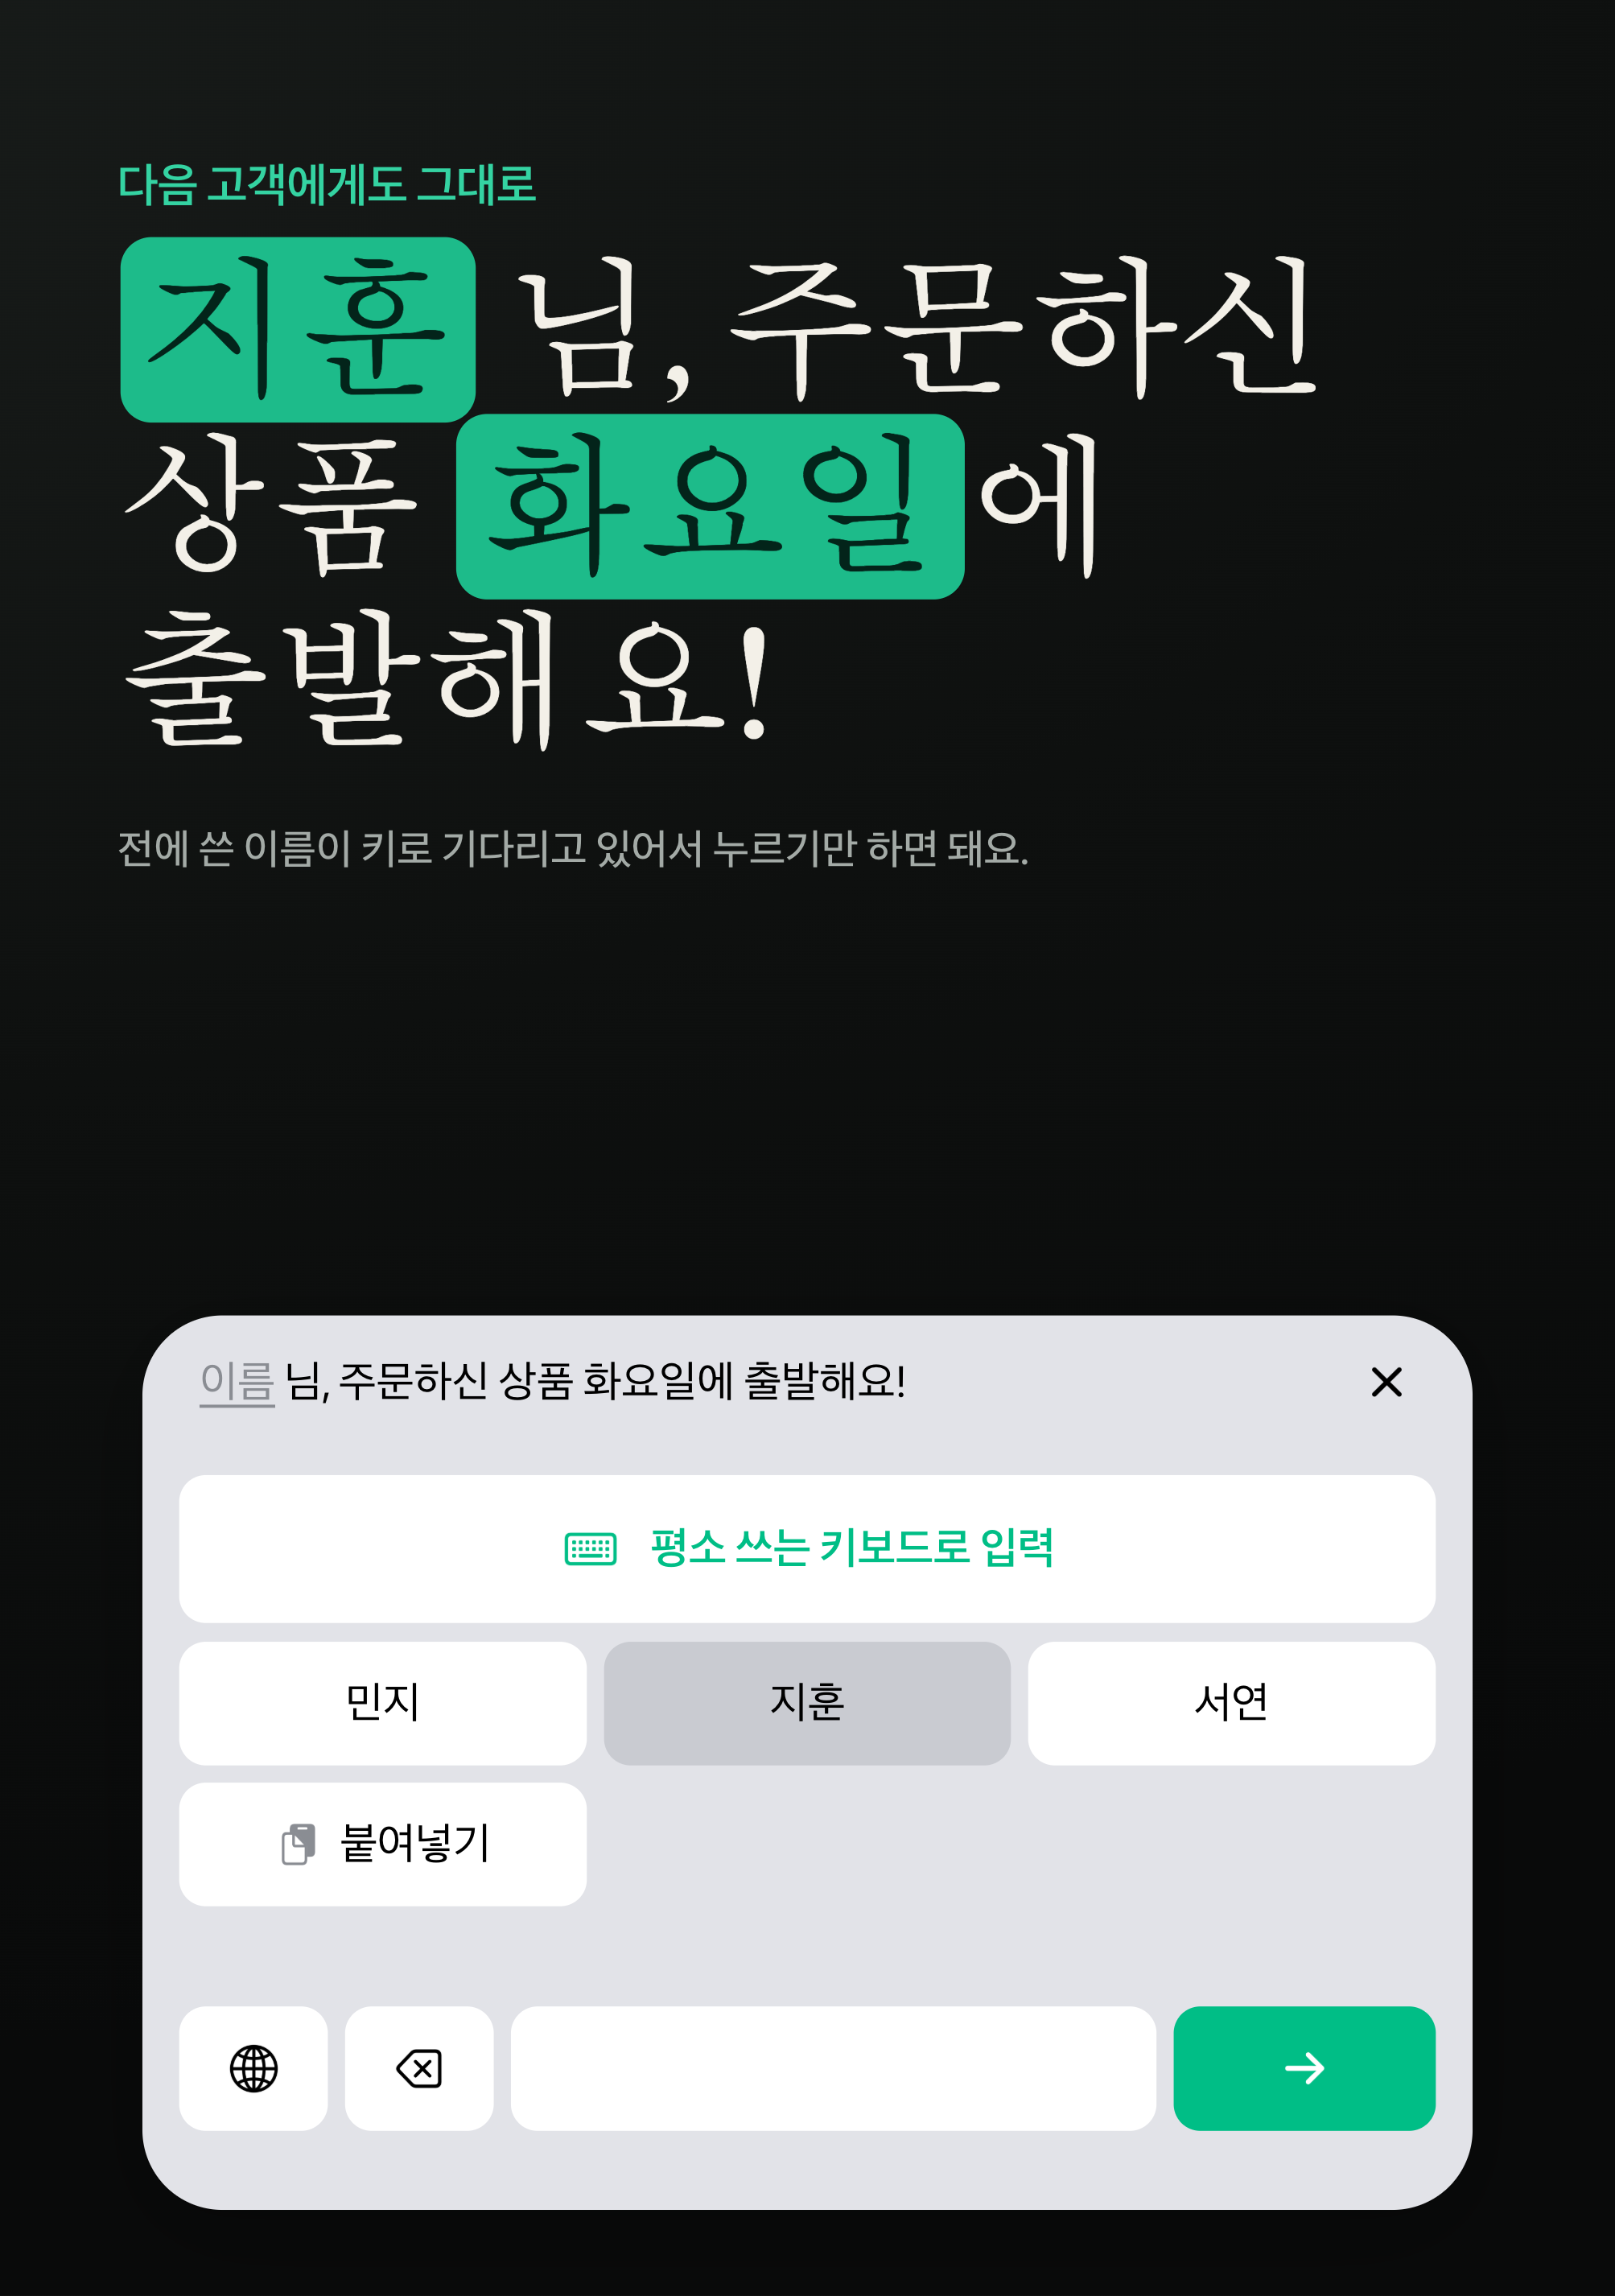 다음 고객에게도 그대로
지훈 님, 주문하신
상품 화요일에
출발해요!
전에 쓴 이름이 키로 기다리고 있어서 누르기만 하면 돼요.
이름 님, 주문하신 상품 화요일에 출발해요!
평소 쓰는 키보드로 입력
민지 지훈 서연
붙여넣기